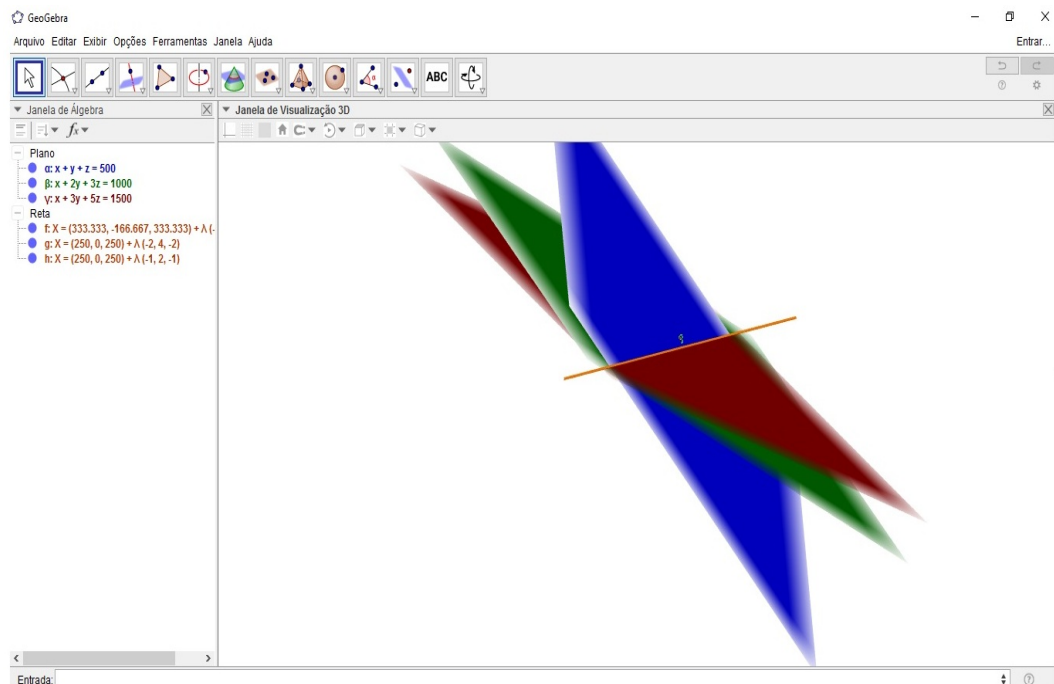 GeoGebra
Arquivo Editar Exibir Opções Ferramentas Janela Ajuda
Entrar...
ABC
Janela de Álgebra
Janela de Visualização 3D
Plano
α: x + y + z = 500
β: x + 2y + 3z = 1000
γ: x + 3y + 5z = 1500
Reta
f: X = (333.333, -166.667, 333.333) + λ (-
g: X = (250, 0, 250) + λ (-2, 4, -2)
h: X = (250, 0, 250) + λ (-1, 2, -1)
Entrada: